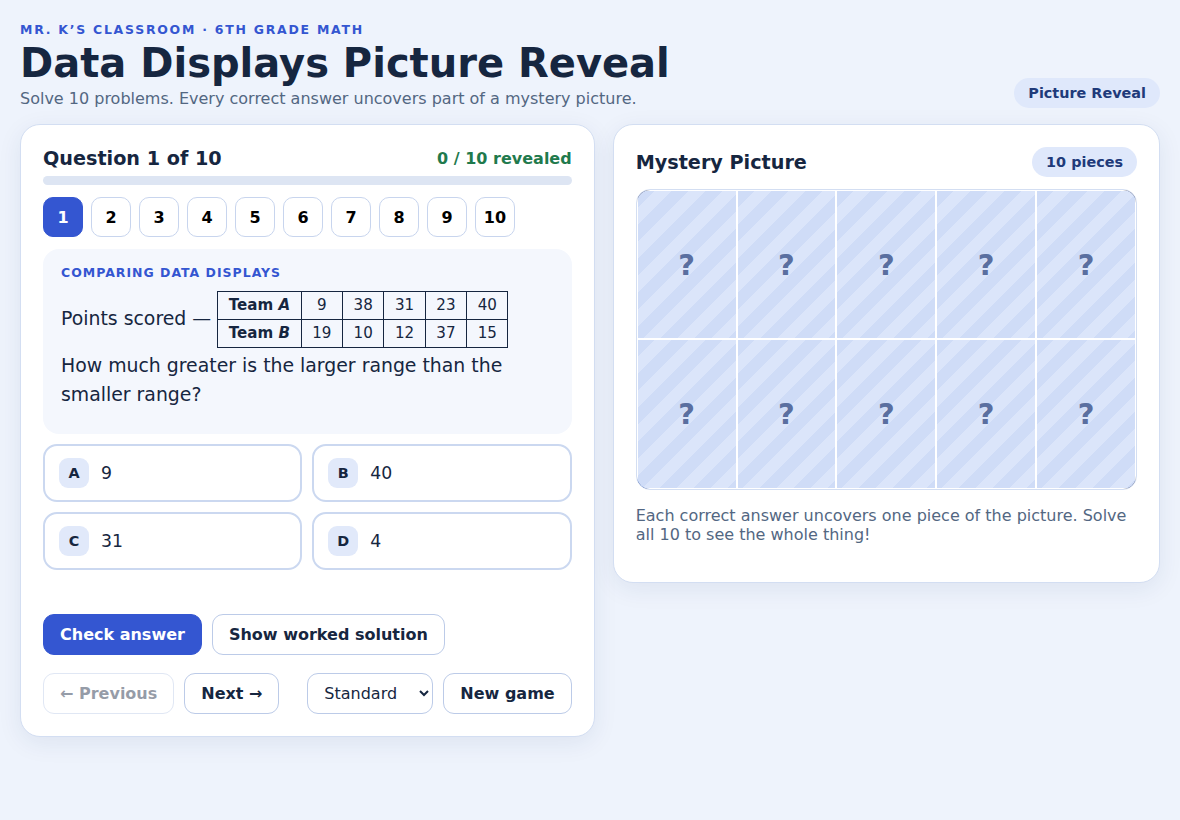 MR. K’S CLASSROOM · 6TH GRADE MATH
Data Displays Picture Reveal
Solve 10 problems. Every correct answer uncovers part of a mystery picture.
Picture Reveal
Question 1 of 10
0 / 10 revealed
1 2 3 4 5 6 7 8 9 10
COMPARING DATA DISPLAYS
Points scored —
Team A 9 38 31 23 40
Team B 19 10 12 37 15
How much greater is the larger range than the
smaller range?
A 9
B 40
C 31
D 4
Check answer
Show worked solution
← Previous
Next →
Standard
New game
Mystery Picture
10 pieces
? ? ? ? ?
? ? ? ? ?
Each correct answer uncovers one piece of the picture. Solve
all 10 to see the whole thing!